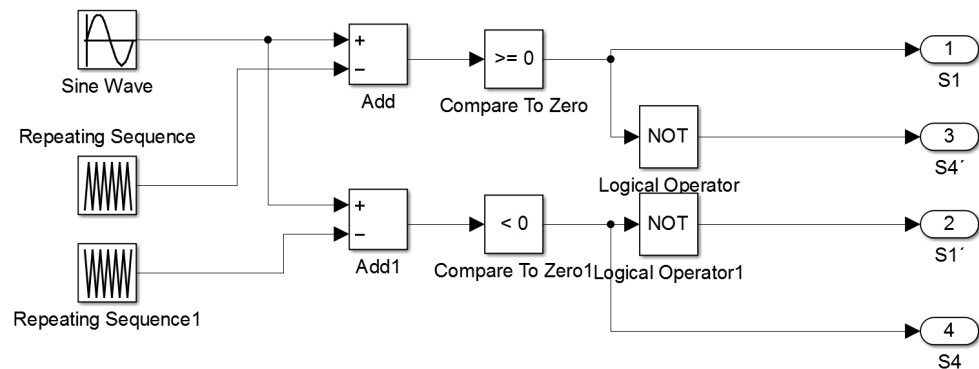 Sine Wave
Repeating Sequence
Repeating Sequence1
+
−
Add
>= 0
Compare To Zero
NOT
Logical Operator
1
S1
3
S4´
+
−
Add1
< 0
Compare To Zero1
NOT
Logical Operator1
2
S1´
4
S4